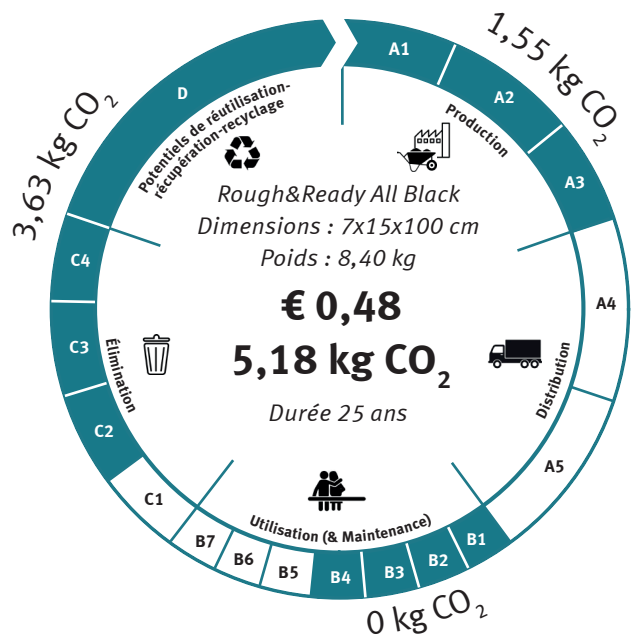 1,55 kg CO₂
A1
A2
A3
A4
A5
B1
B2
B3
B4
B5
B6
B7
C1
C2
C3
C4
D
3,63 kg CO₂
0 kg CO₂
Production
Distribution
Utilisation (& Maintenance)
Élimination
Potentiels de réutilisation-
récupération-recyclage
Rough&Ready All Black
Dimensions : 7x15x100 cm
Poids : 8,40 kg
€ 0,48
5,18 kg CO₂
Durée 25 ans